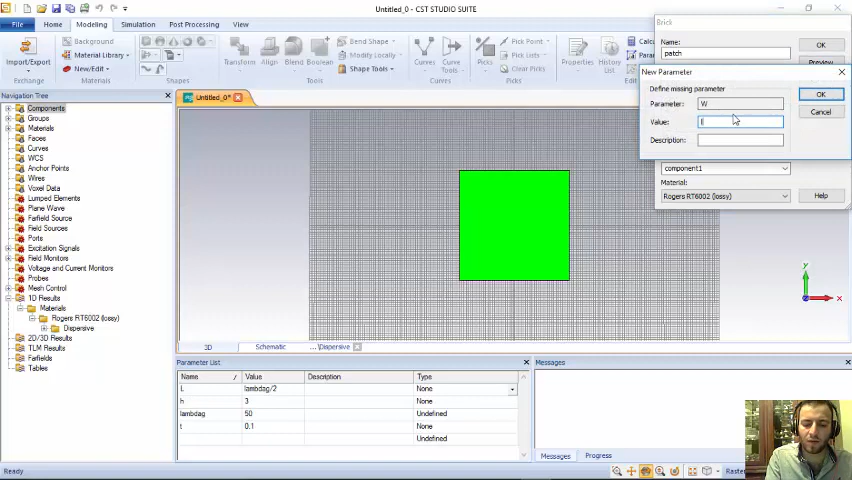 Untitled_0 - CST STUDIO SUITE
File
Home
Modeling
Simulation
Post Processing
View
Import/Export
Exchange
Background
Material Library
New/Edit
Materials
Shapes
Transform
Align
Blend
Boolean
Bend Shape
Modify Locally
Shape Tools
Tools
Curves
Curves
Pick Point
Pick Lists
Clear Picks
Picks
Properties
History List
Navigation Tree
Components
Groups
Materials
Faces
Curves
WCS
Anchor Points
Wires
Voxel Data
Lumped Elements
Plane Wave
Farfield Source
Field Sources
Ports
Excitation Signals
Field Monitors
Voltage and Current Monitors
Probes
Mesh Control
1D Results
Materials
Rogers RT6002 (lossy)
Dispersive
2D/3D Results
TLM Results
Farfields
Tables
Untitled_0*
3D
Schematic
...\Dispersive
Brick
Name:
patch
OK
Preview
New Parameter
Define missing parameter
Parameter:
W
Value:
Description:
OK
Cancel
component1
Material:
Rogers RT6002 (lossy)
Help
y
x
Parameter List
Name
Value
Description
Type
L
lambdag/2
None
h
3
None
lambdag
50
Undefined
t
0.1
None
Undefined
Messages
Messages
Progress
Ready
Raster